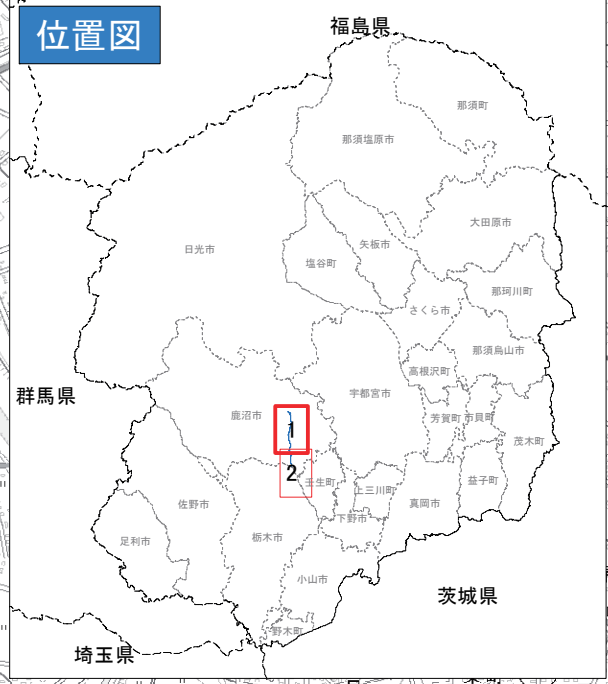 位置図
福島県
那須町
那須塩原市
大田原市
日光市
矢板市
塩谷町
那珂川町
さくら市
那須烏山市
高根沢町
群馬県
宇都宮市
鹿沼市
芳賀町
市貝町
1
茂木町
2
壬生町
上三川町
益子町
佐野市
真岡市
下野市
栃木市
足利市
小山市
茨城県
野木町
埼玉県